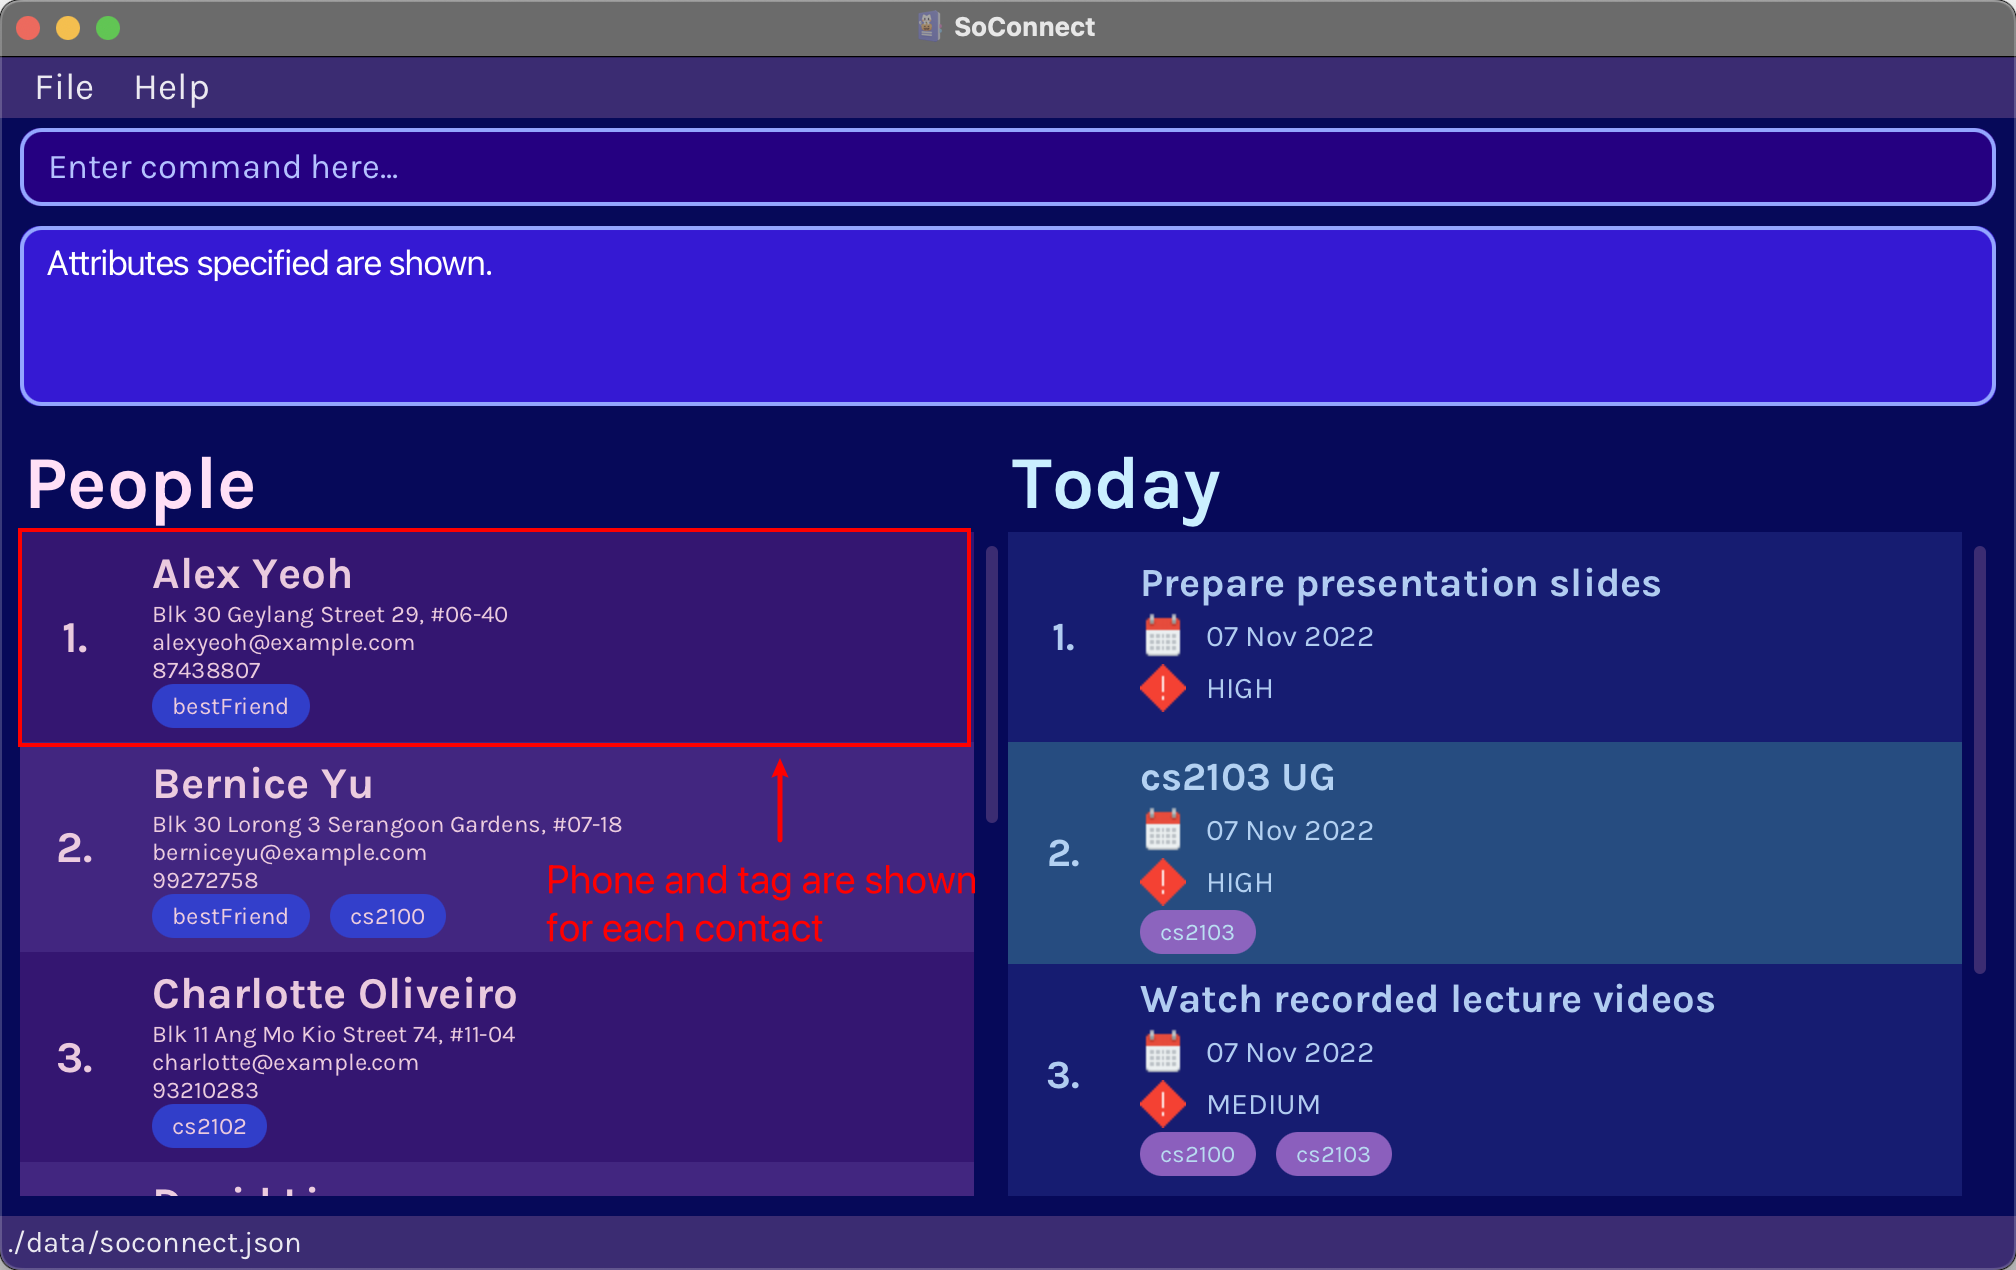 SoConnect
File Help
Enter command here...
Attributes specified are shown.
People
1.
Alex Yeoh
Blk 30 Geylang Street 29, #06-40
alexyeoh@example.com
87438807
bestFriend
2.
Bernice Yu
Blk 30 Lorong 3 Serangoon Gardens, #07-18
berniceyu@example.com
99272758
bestFriend cs2100
Phone and tag are shown
for each contact
3.
Charlotte Oliveiro
Blk 11 Ang Mo Kio Street 74, #11-04
charlotte@example.com
93210283
cs2102
Today
1.
Prepare presentation slides
07 Nov 2022
HIGH
2.
cs2103 UG
07 Nov 2022
HIGH
cs2103
3.
Watch recorded lecture videos
07 Nov 2022
MEDIUM
cs2100 cs2103
./data/soconnect.json